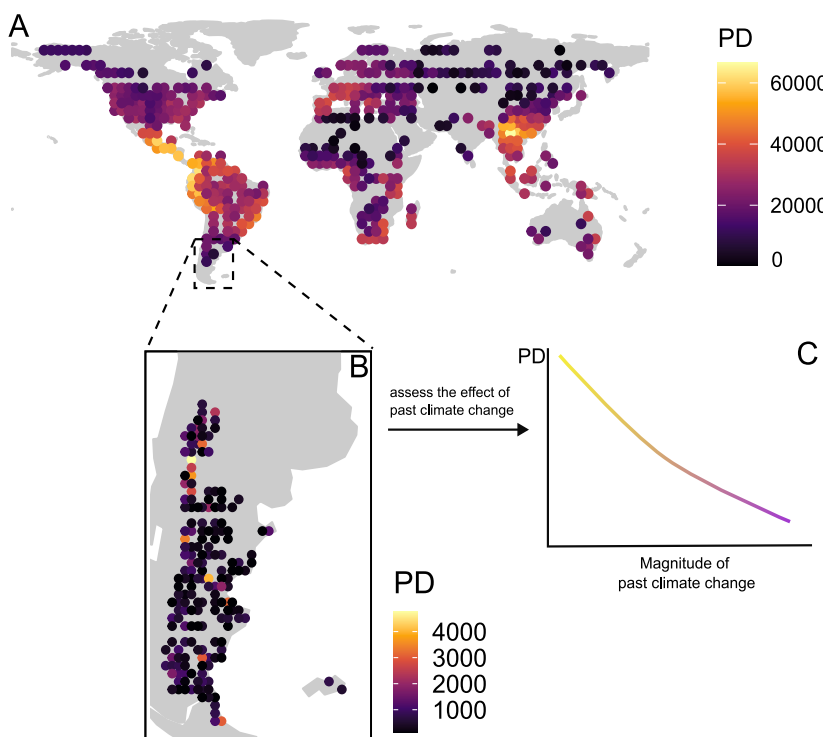 A
PD
60000
40000
20000
0
B
assess the effect of
past climate change
PD
C
Magnitude of
past climate change
PD
4000
3000
2000
1000